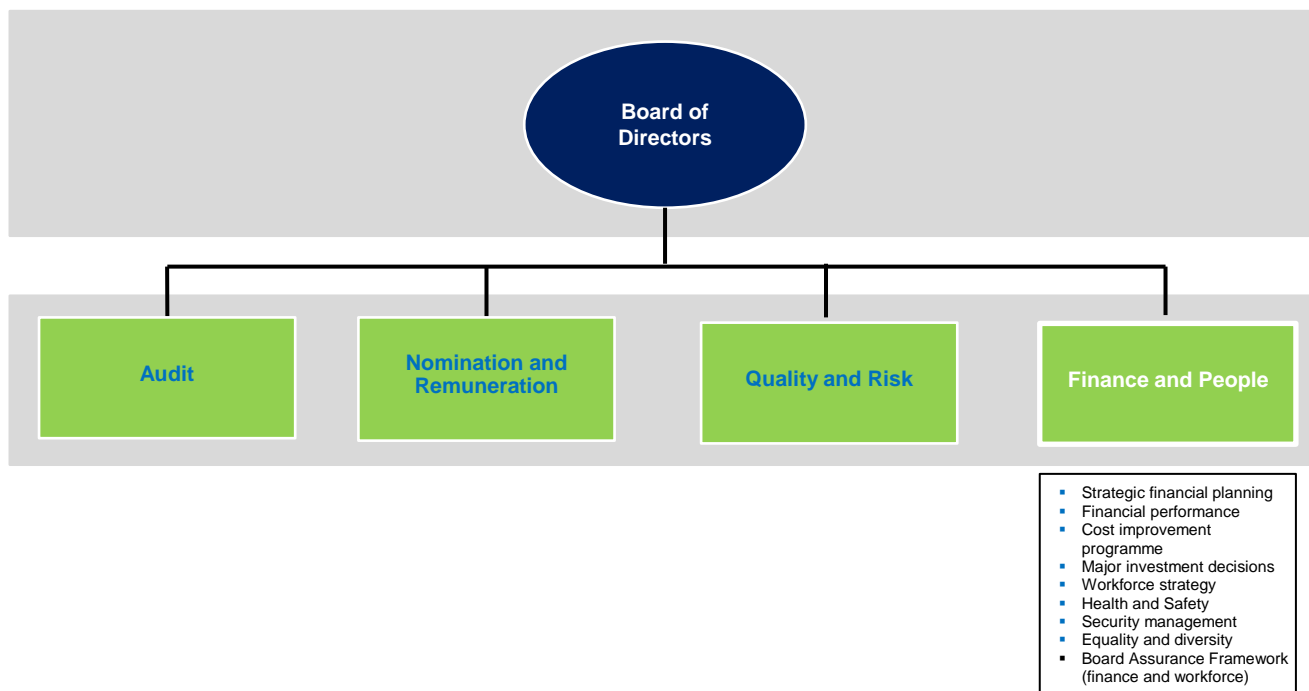 Board of
Directors
Audit
Nomination and
Remuneration
Quality and Risk
Finance and People
▪ Strategic financial planning
▪ Financial performance
▪ Cost improvement
programme
▪ Major investment decisions
▪ Workforce strategy
▪ Health and Safety
▪ Security management
▪ Equality and diversity
▪ Board Assurance Framework
(finance and workforce)